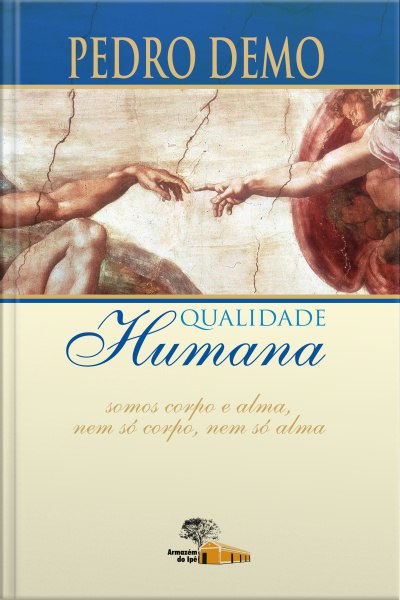 PEDRO DEMO
QUALIDADE
Humana
somos corpo e alma,
nem só corpo, nem só alma
Armazém
do Ipê